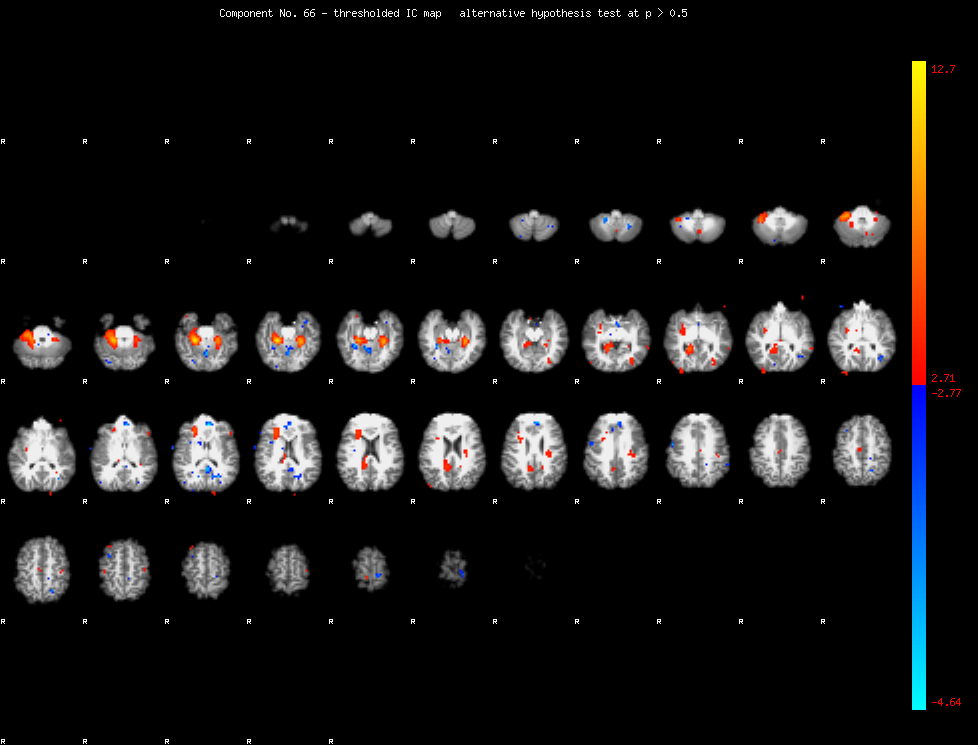 Component No. 66 - thresholded IC map   alternative hypothesis test at p > 0.5
12.7
R R R R R R R R R R R
R R R R R R R R R R R
R R R R R R R R R R R
2.71
-2.77
R R R R R R R R R R R
R R R R R R R R R R R
-4.64
R R R R R